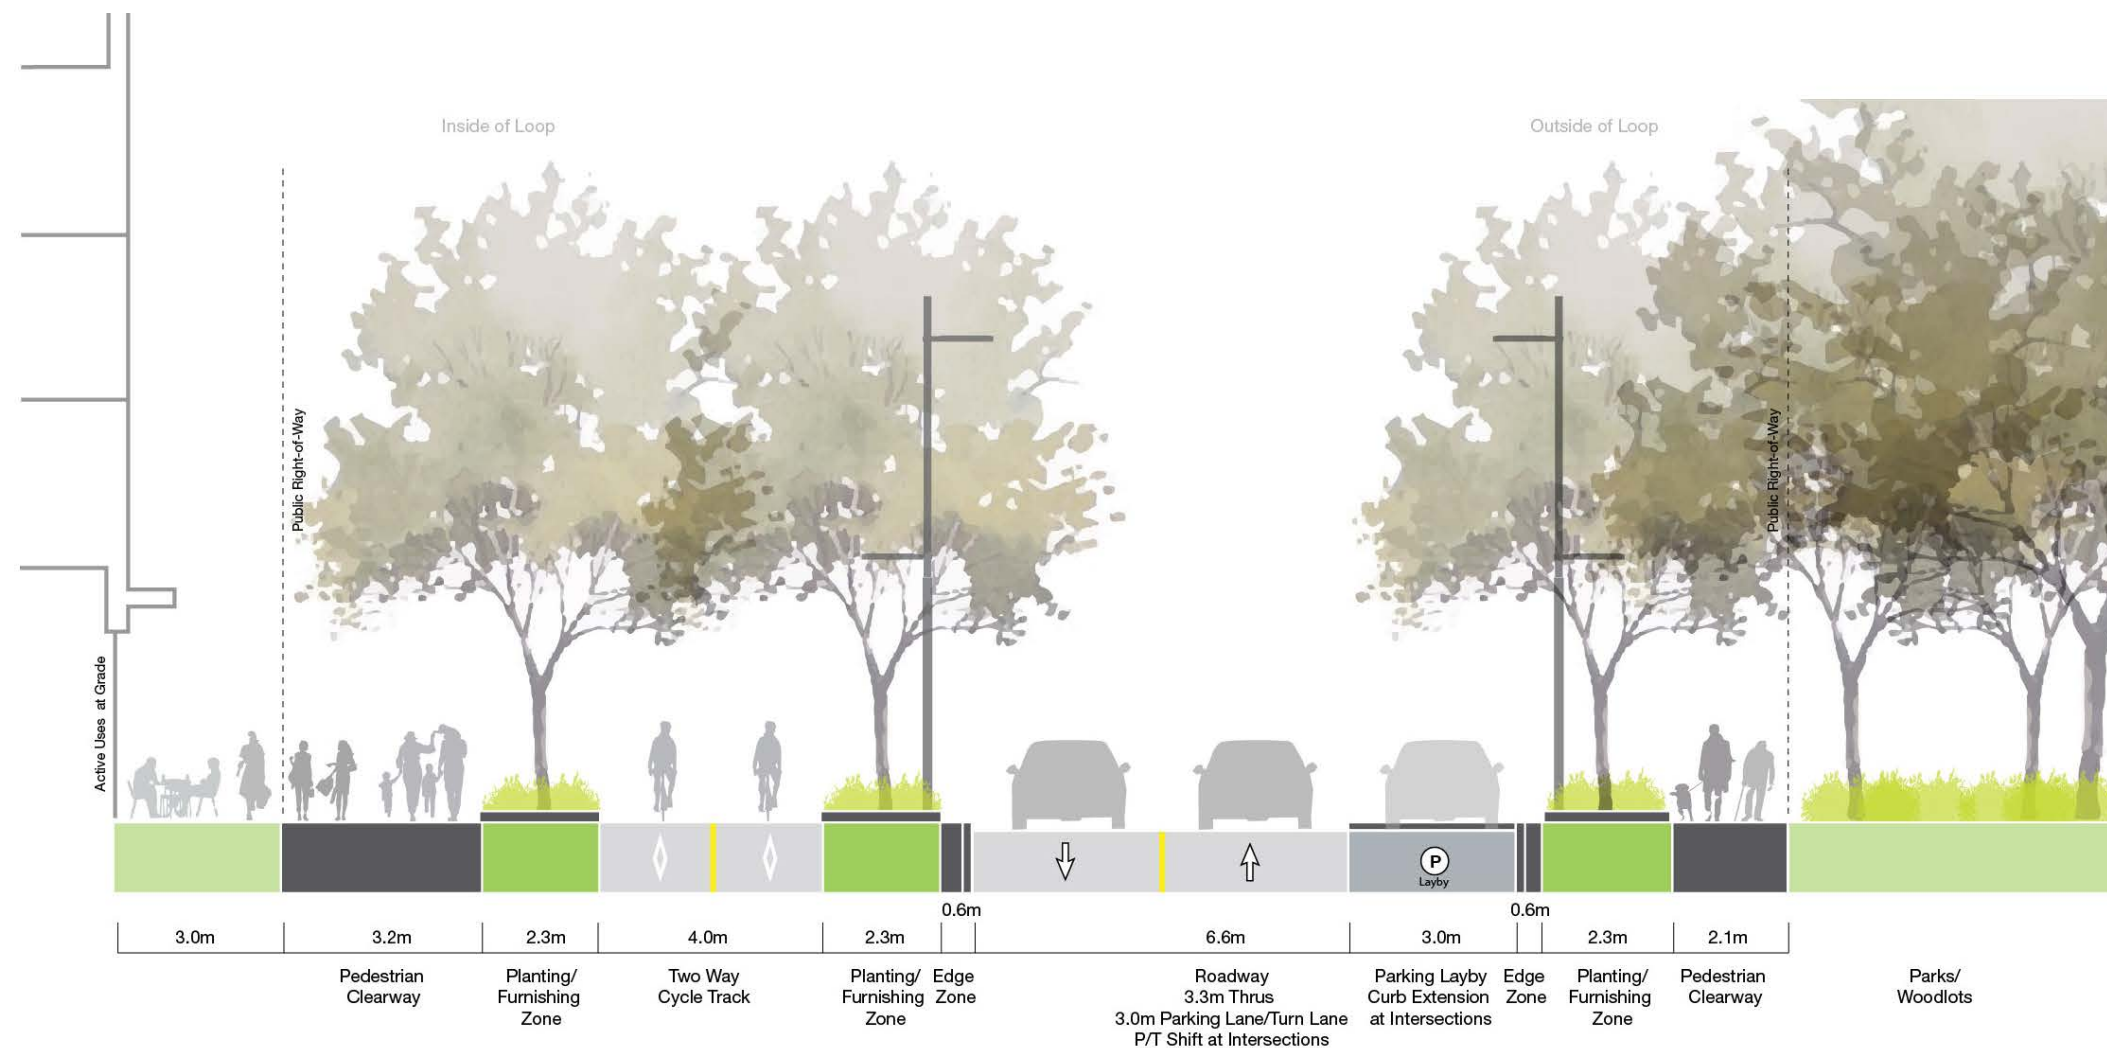 Inside of Loop
Outside of Loop
Public Right-of-Way
Public Right-of-Way
Active Uses at Grade
P
Layby
0.6m
0.6m
3.0m
3.2m
2.3m
4.0m
2.3m
6.6m
3.0m
2.3m
2.1m
Pedestrian
Clearway
Planting/
Furnishing
Zone
Two Way
Cycle Track
Planting/
Furnishing
Zone
Edge
Zone
Roadway
3.3m Thrus
3.0m Parking Lane/Turn Lane
P/T Shift at Intersections
Parking Layby
Curb Extension
at Intersections
Edge
Zone
Planting/
Furnishing
Zone
Pedestrian
Clearway
Parks/
Woodlots